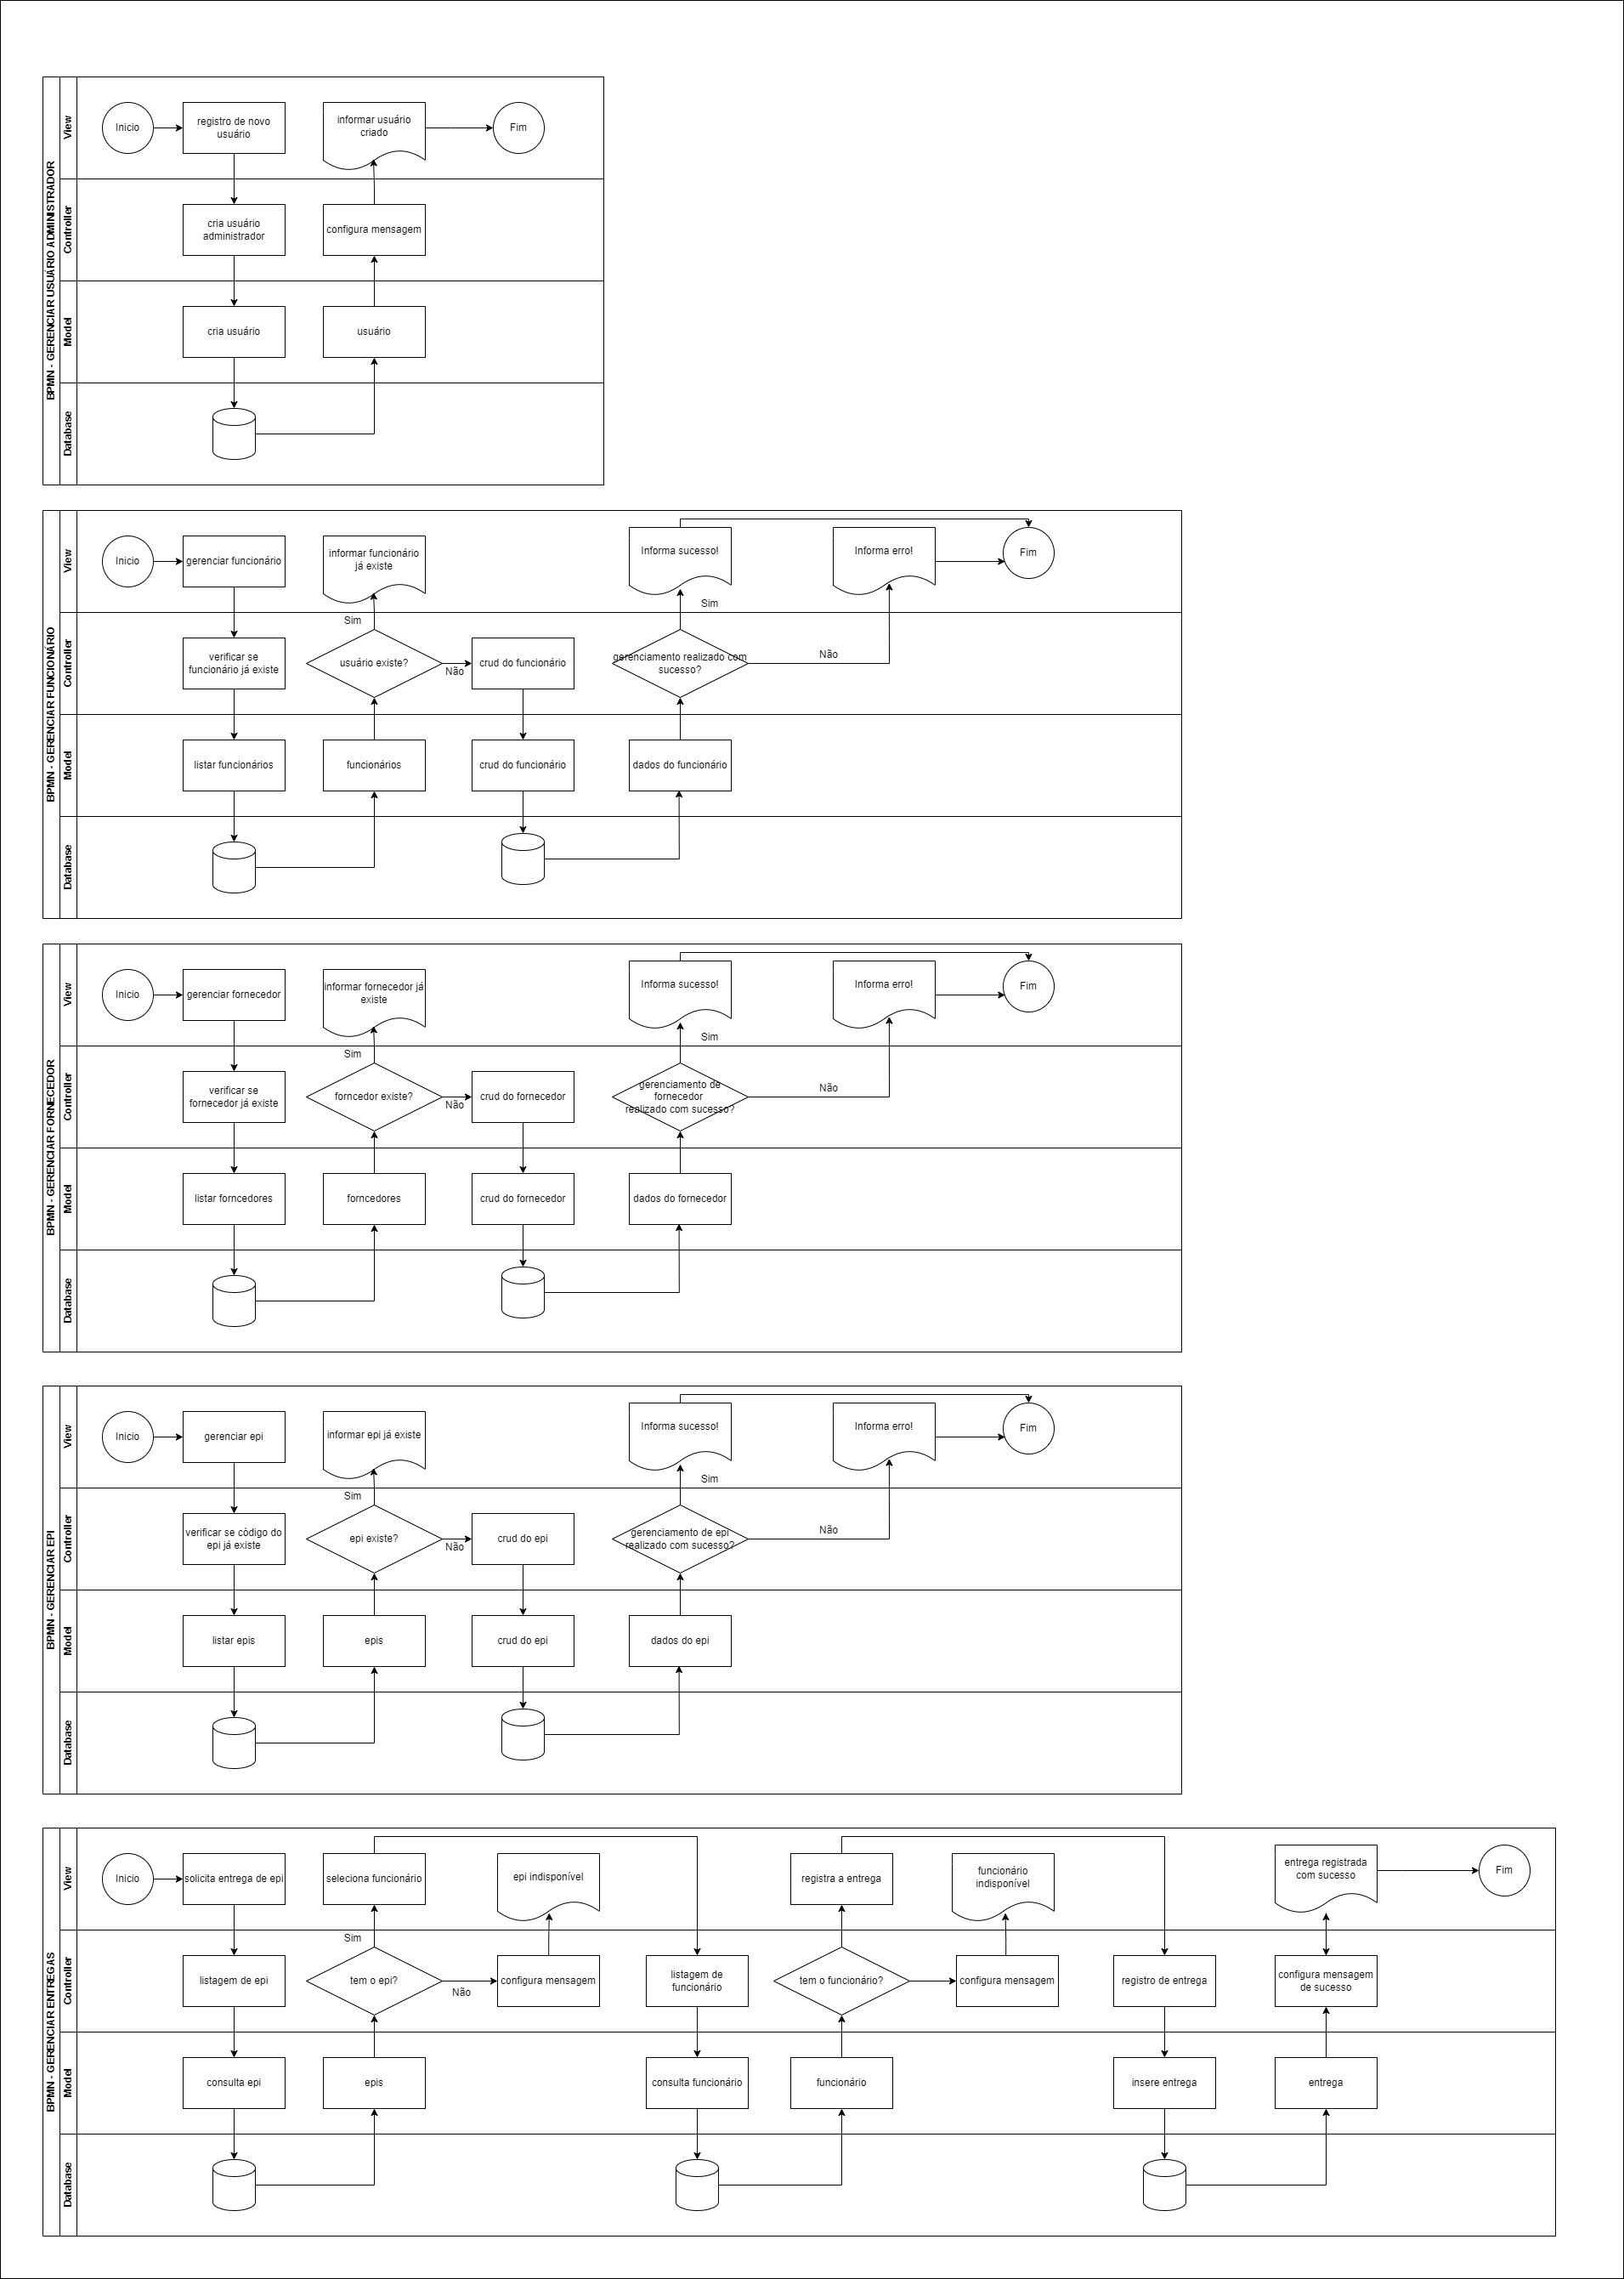 BPMN - GERENCIAR USUÁRIO ADMINISTRADOR
View
Inicio
registro de novo
usuário
informar usuário
criado
Fim
Controller
cria usuário
administrador
configura mensagem
Model
cria usuário
usuário
Database
BPMN - GERENCIAR FUNCIONÁRIO
View
Inicio
gerenciar funcionário
informar funcionário
já existe
Informa sucesso!
Informa erro!
Fim
Sim
Sim
Controller
verificar se
funcionário já existe
usuário existe?
Não
crud do funcionário
gerenciamento realizado com
sucesso?
Não
Model
listar funcionários
funcionários
crud do funcionário
dados do funcionário
Database
BPMN - GERENCIAR FORNECEDOR
View
Inicio
gerenciar fornecedor
informar fornecedor já
existe
Informa sucesso!
Informa erro!
Fim
Sim
Sim
Controller
verificar se
fornecedor já existe
forncedor existe?
Não
crud do fornecedor
gerenciamento de
fornecedor
realizado com sucesso?
Não
Model
listar forncedores
forncedores
crud do fornecedor
dados do fornecedor
Database
BPMN - GERENCIAR EPI
View
Inicio
gerenciar epi
informar epi já existe
Informa sucesso!
Informa erro!
Fim
Sim
Sim
Controller
verificar se código do
epi já existe
epi existe?
Não
crud do epi
gerenciamento de epi
realizado com sucesso?
Não
Model
listar epis
epis
crud do epi
dados do epi
Database
BPMN - GERENCIAR ENTREGAS
View
Inicio
solicita entrega de epi
seleciona funcionário
epi indisponível
registra a entrega
funcionário
indisponível
entrega registrada
com sucesso
Fim
Sim
Controller
listagem de epi
tem o epi?
Não
configura mensagem
listagem de
funcionário
tem o funcionário?
configura mensagem
registro de entrega
configura mensagem
de sucesso
Model
consulta epi
epis
consulta funcionário
funcionário
insere entrega
entrega
Database